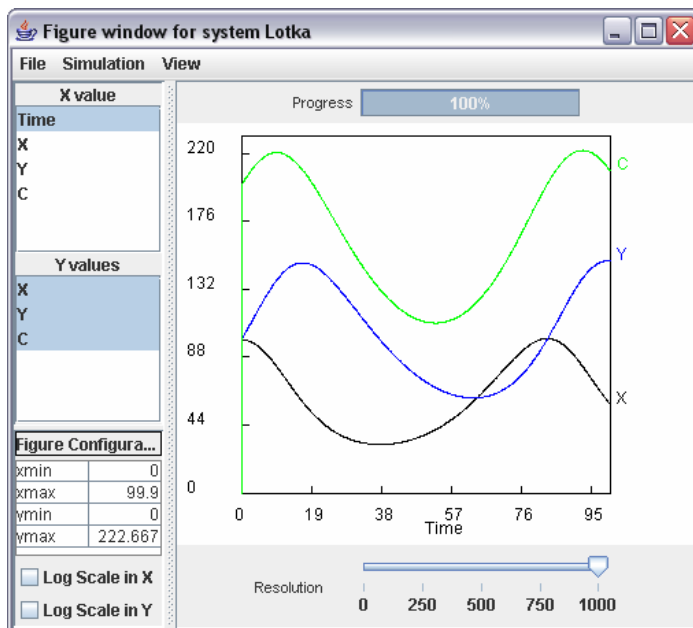 Figure window for system Lotka
File Simulation View
X value
Time
X
Y
C
Y values
X
Y
C
Figure Configura...
xmin 0
xmax 99.9
ymin 0
ymax 222.667
Log Scale in X
Log Scale in Y
Progress 100%
220
176
132
88
44
0
C
Y
X
0 19 38 57 76 95
Time
Resolution
0 250 500 750 1000